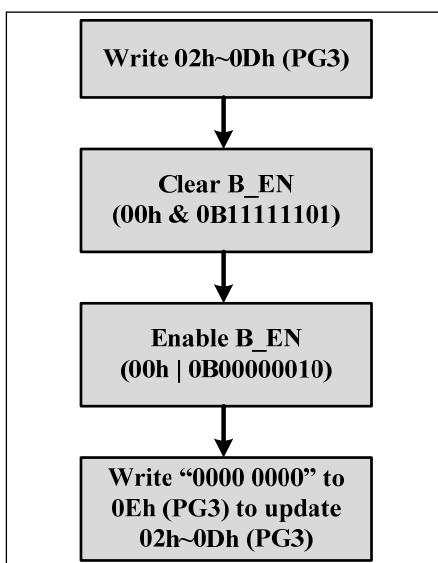 Write 02h~0Dh (PG3)
Clear B_EN
(00h & 0B11111101)
Enable B_EN
(00h | 0B00000010)
Write “0000 0000” to
0Eh (PG3) to update
02h~0Dh (PG3)